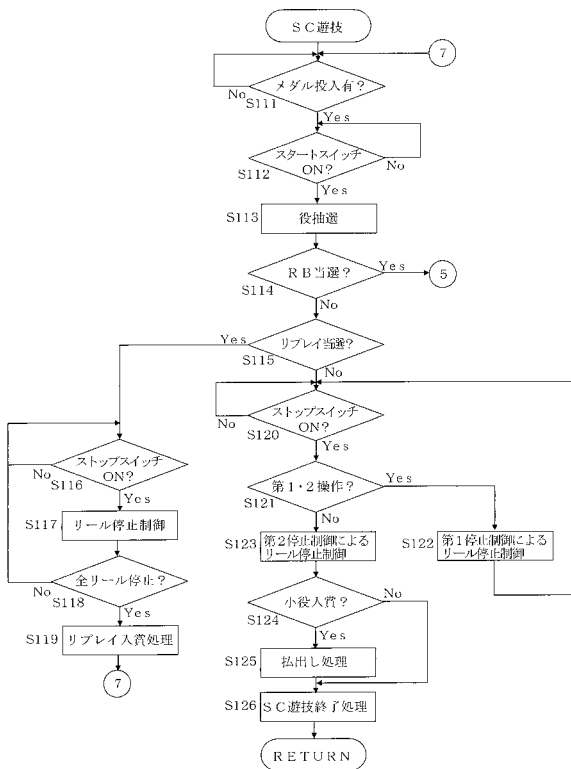 SC遊技
7
メダル投入有?
No
S111
Yes
スタートスイッチ
ON?
No
S112
Yes
S113
役抽選
RB当選?
Yes
5
S114
No
Yes
リプレイ当選?
S115
No
ストップスイッチ
ON?
No
S120
Yes
ストップスイッチ
ON?
No
S116
Yes
第1・2操作?
Yes
S121
No
S117
リール停止制御
S123
第2停止制御による
リール停止制御
S122
第1停止制御による
リール停止制御
全リール停止?
No
S118
Yes
小役入賞?
No
S124
Yes
S119
リプレイ入賞処理
S125
払出し処理
7
S126
SC遊技終了処理
RETURN